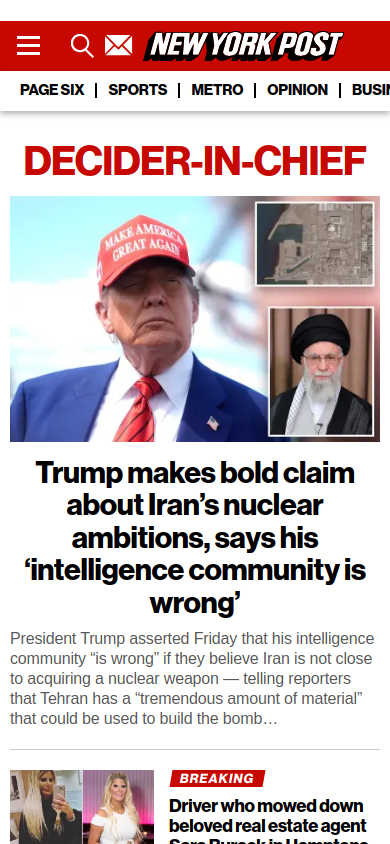 NEW YORK POST
PAGE SIX | SPORTS | METRO | OPINION |
DECIDER-IN-CHIEF
MAKE AMERICA
GREAT AGAIN
Trump makes bold claim
about Iran’s nuclear
ambitions, says his
‘intelligence community is
wrong’
President Trump asserted Friday that his intelligence
community “is wrong” if they believe Iran is not close
to acquiring a nuclear weapon — telling reporters
that Tehran has a “tremendous amount of material”
that could be used to build the bomb…
BREAKING
Driver who mowed down
beloved real estate agent